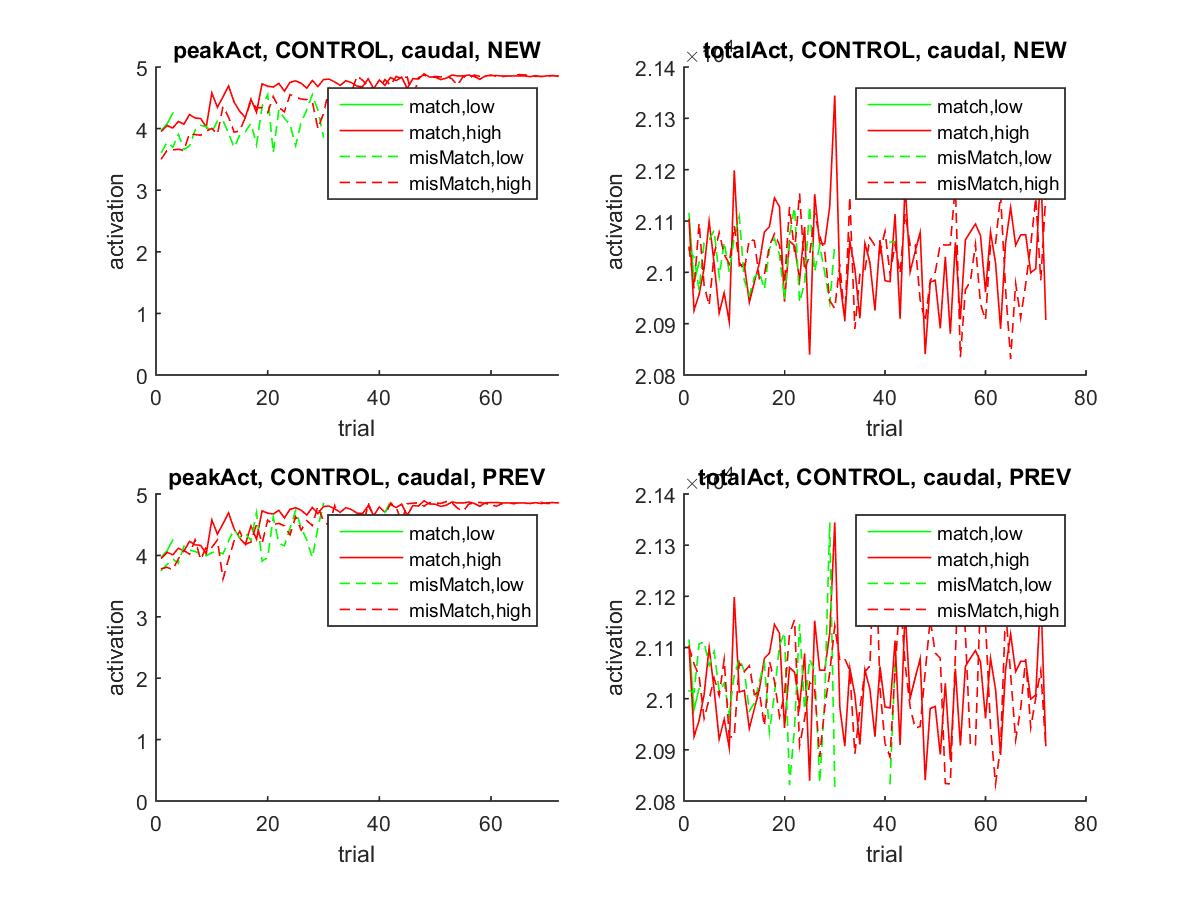 peakAct, CONTROL, caudal, NEW
5
4
3
2
1
0
activation
0 20 40 60
trial
match,low
match,high
misMatch,low
misMatch,high
totalAct, CONTROL, caudal, NEW
2.14
2.13
2.12
2.11
2.1
2.09
2.08
activation
0 20 40 60 80
trial
match,low
match,high
misMatch,low
misMatch,high
peakAct, CONTROL, caudal, PREV
5
4
3
2
1
0
activation
0 20 40 60
trial
match,low
match,high
misMatch,low
misMatch,high
totalAct, CONTROL, caudal, PREV
2.14
2.13
2.12
2.11
2.1
2.09
2.08
activation
0 20 40 60 80
trial
match,low
match,high
misMatch,low
misMatch,high